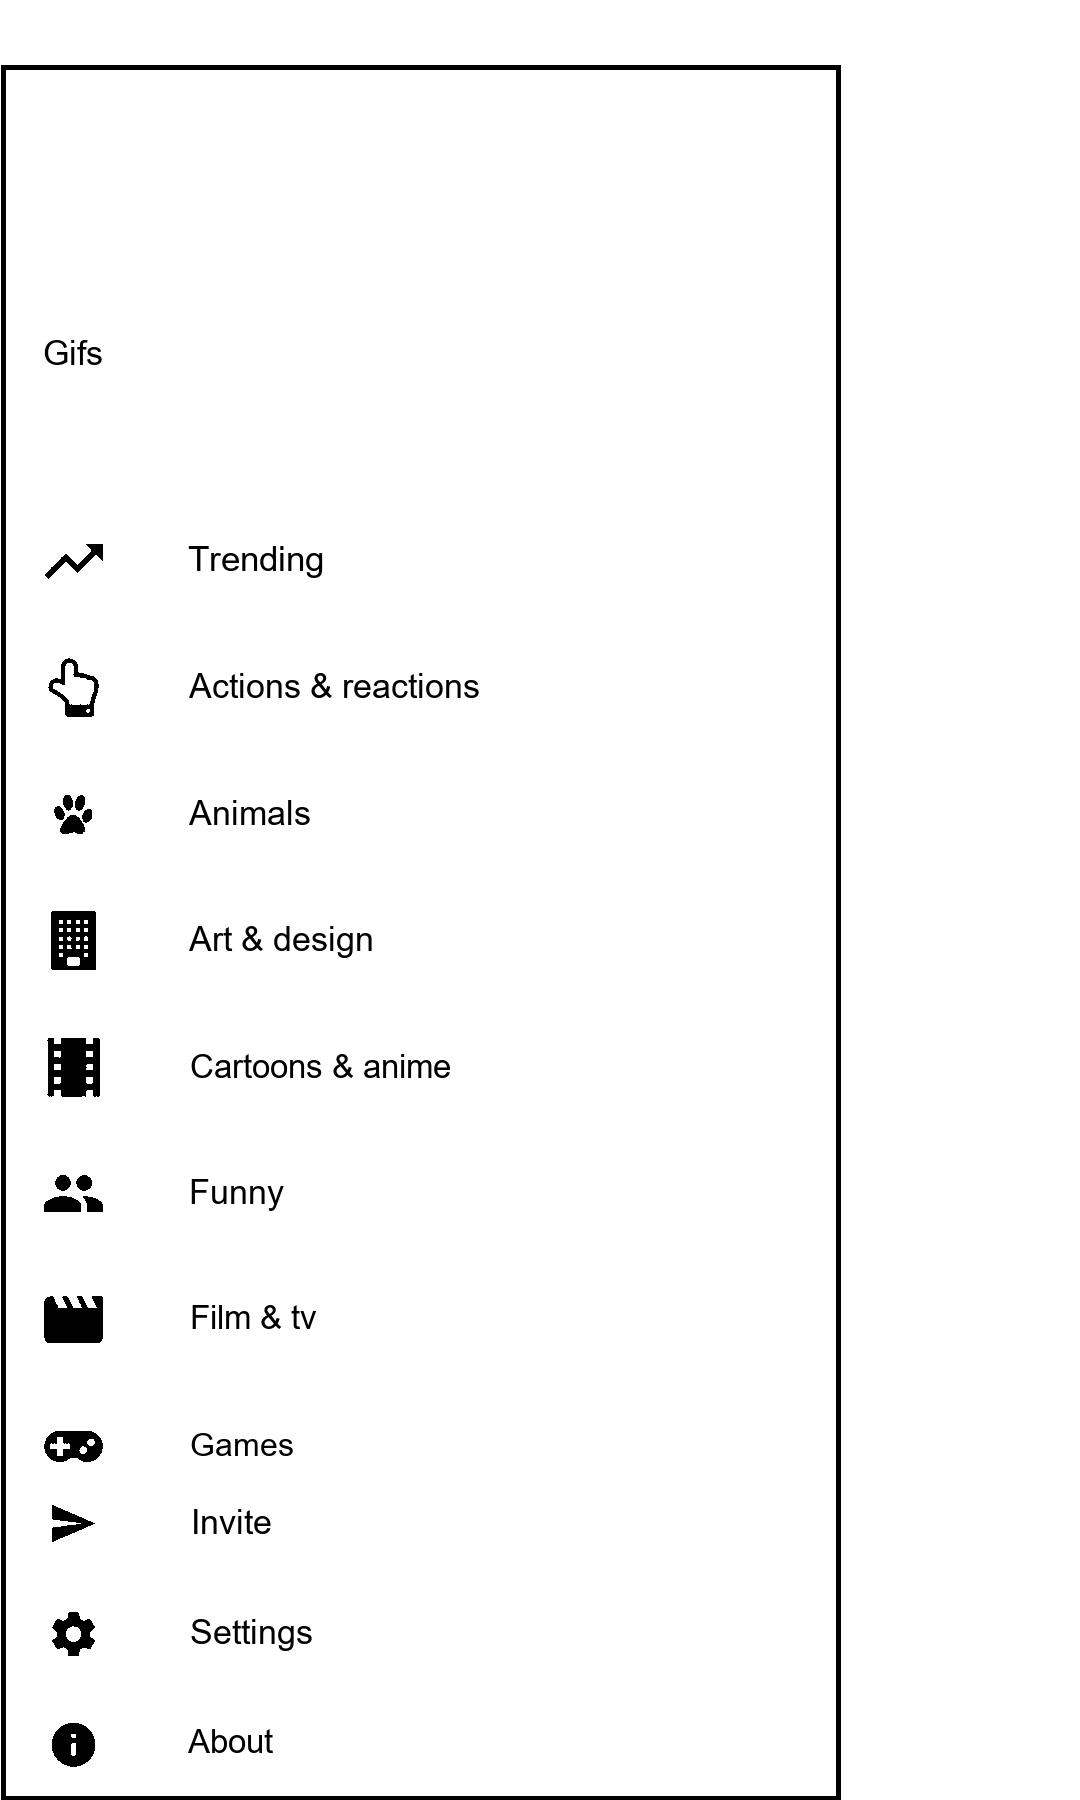 Gifs
Trending
Actions & reactions
Animals
Art & design
Cartoons & anime
Funny
Film & tv
Games
Invite
Settings
About